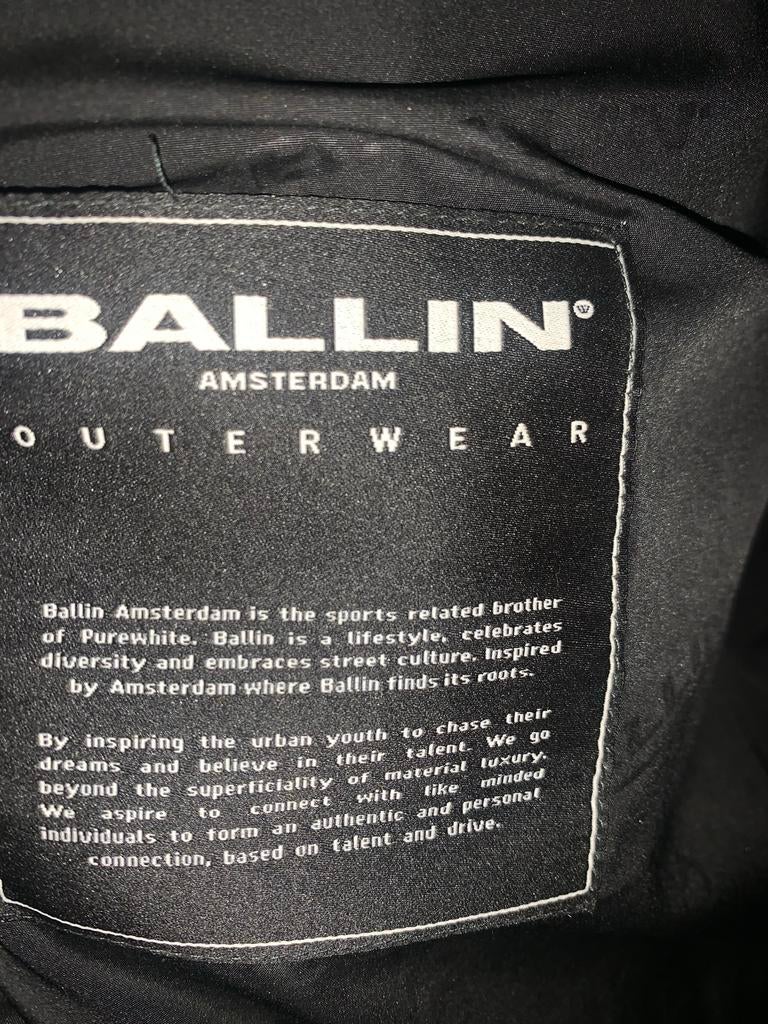 BALLIN
AMSTERDAM
OUTERWEAR
Ballin Amsterdam is the sports related brother
of Purewhite. Ballin is a lifestyle, celebrates
diversity and embraces street culture. Inspired
by Amsterdam where Ballin finds its roots.
By inspiring the urban youth to chase their
dreams and believe in their talent. We go
beyond the superficiality of material luxury.
We aspire to connect with like minded
individuals to form an authentic and personal
connection, based on talent and drive.